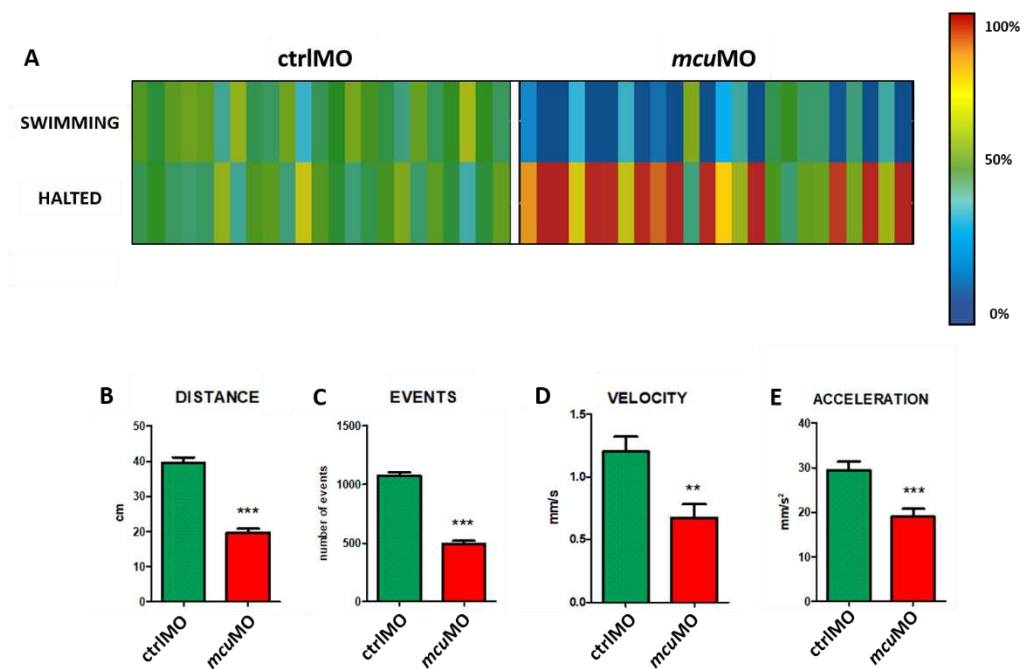 A
ctrlMO
mcuMO
SWIMMING
HALTED
100%
50%
0%
B
DISTANCE
50
40
30
20
10
0
cm
***
ctrlMO
mcuMO
C
EVENTS
1500
1000
500
0
number of events
***
ctrlMO
mcuMO
D
VELOCITY
1.5
1.0
0.5
0.0
mm/s
**
ctrlMO
mcuMO
E
ACCELERATION
40
30
20
10
0
mm/s²
***
ctrlMO
mcuMO